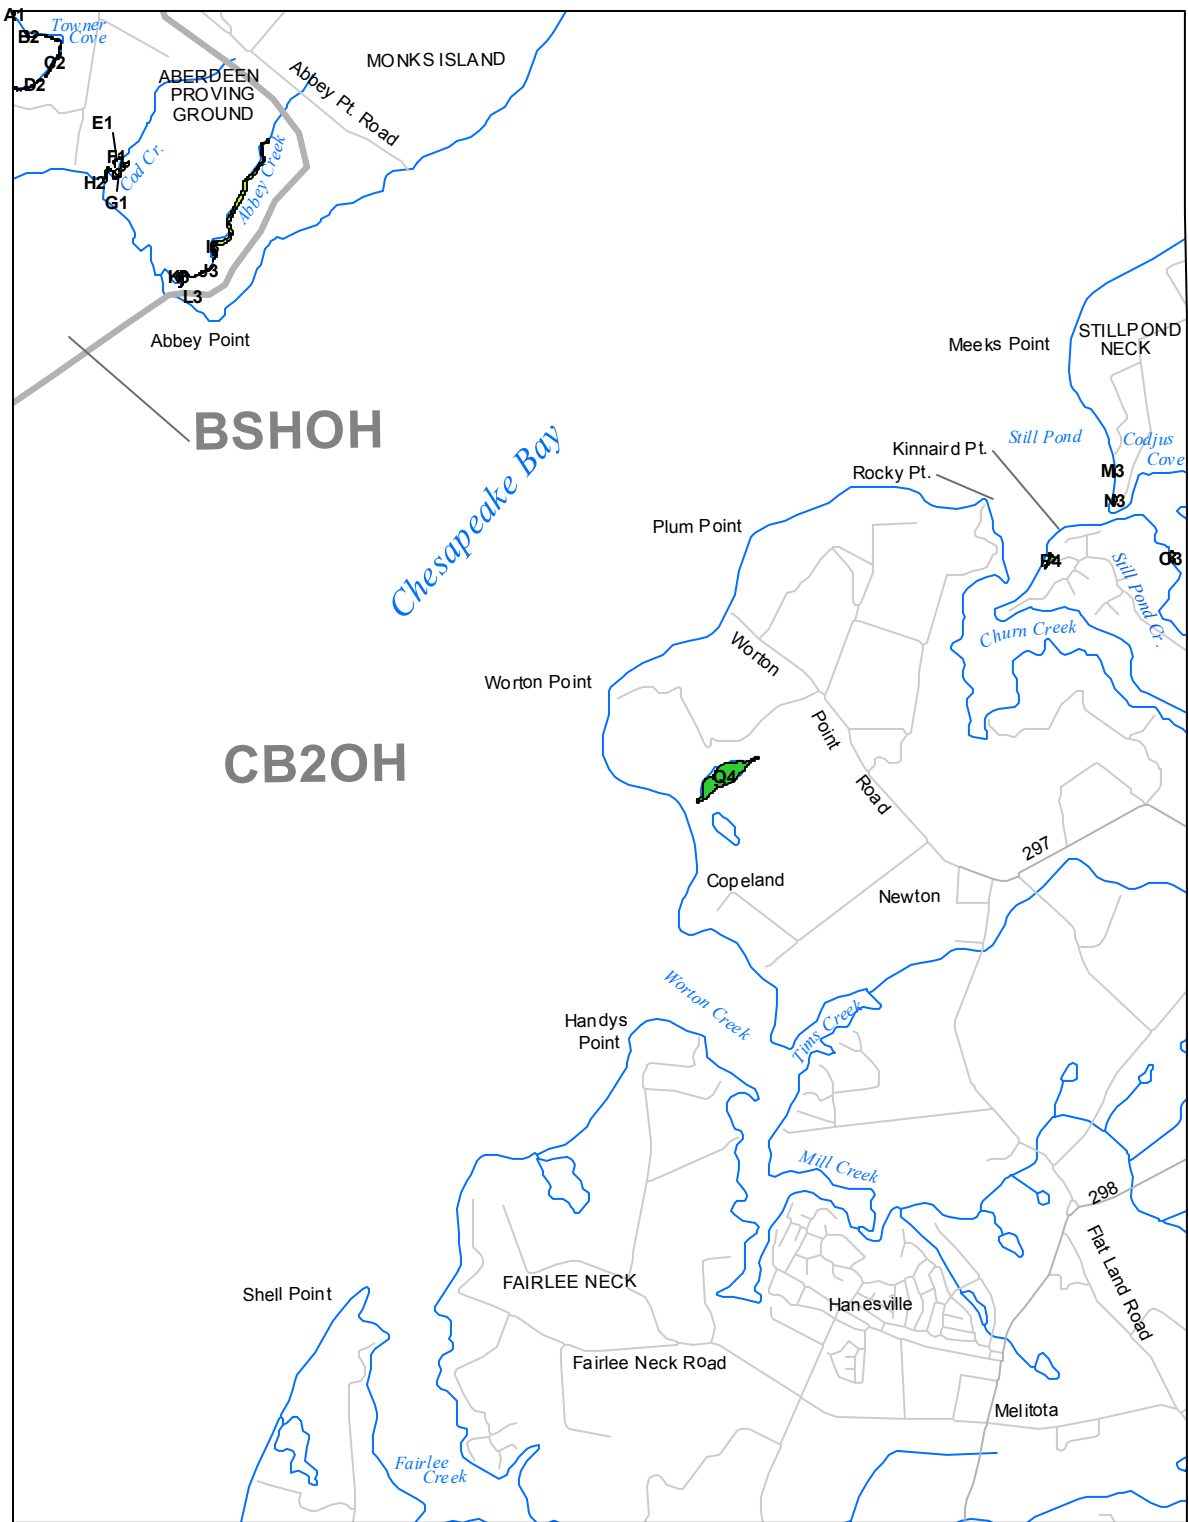 A1
Towner
Cove
B2
C2
D2
MONKS ISLAND
ABERDEEN
PROVING
GROUND
Abbey Pt. Road
E1
F1
Cod Cr.
H2
G1
Abbey Creek
J3
L3
Abbey Point
BSHOH
Meeks Point
STILLPOND
NECK
Chesapeake Bay
Still Pond
Codjus
Cove
Kinnaird Pt.
Rocky Pt.
M3
N3
Plum Point
P4
O3
Still Pond Cr.
Churn Creek
Worton Point
Worton
Point
Road
CB2OH
Q4
297
Copeland
Newton
Worton Creek
Tims Creek
Handys
Point
Mill Creek
298
Flat Land Road
Shell Point
FAIRLEE NECK
Hanesville
Fairlee Neck Road
Melitota
Fairlee
Creek